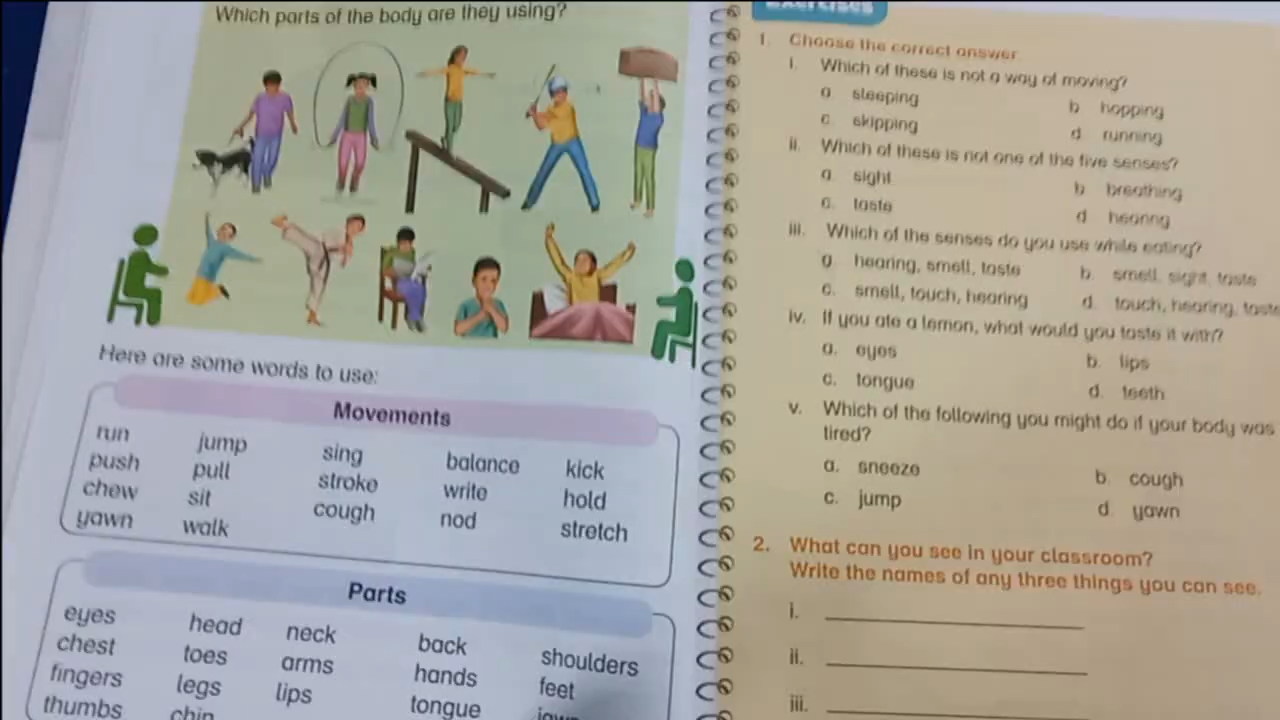 Which parts of the body are they using?
Here are some words to use:
Movements
run jump sing balance kick
push pull stroke write hold
chew sit cough nod stretch
yawn walk
Parts
eyes head neck back shoulders
chest toes arms hands feet
fingers legs lips tongue
thumbs chin
Exercises
1. Choose the correct answer
i. Which of these is not a way of moving?
a sleeping b hopping
c. skipping d running
ii. Which of these is not one of the five senses?
a. sight b breathing
c. taste d hearing
iii. Which of the senses do you use while eating?
a hearing, smell, taste b. smell, sight, taste
c. smell, touch, hearing d. touch, hearing, taste
iv. If you ate a lemon, what would you taste it with?
a. eyes b. lips
c. tongue d. teeth
v. Which of the following you might do if your body was
tired?
a. sneeze b. cough
c. jump d yawn
2. What can you see in your classroom?
Write the names of any three things you can see.
i.
ii.
iii.